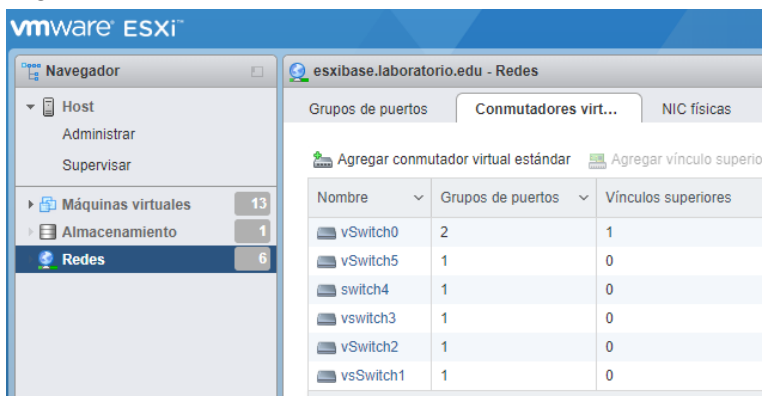 vmware® ESXi™
Navegador
Host
Administrar
Supervisar
Máquinas virtuales 13
Almacenamiento 1
Redes 6
esxibase.laboratorio.edu - Redes
Grupos de puertos Conmutadores virt... NIC físicas
Agregar conmutador virtual estándar Agregar vínculo superio
Nombre Grupos de puertos Vínculos superiores
vSwitch0 2 1
vSwitch5 1 0
switch4 1 0
vswitch3 1 0
vSwitch2 1 0
vsSwitch1 1 0